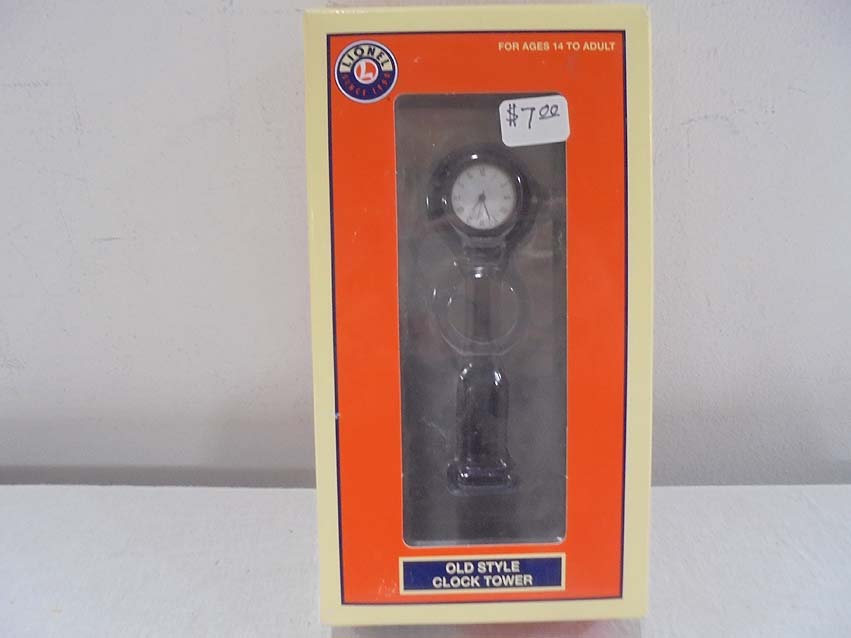 FOR AGES 14 TO ADULT
LIONEL
L
SINCE 1900
$7.00
OLD STYLE
CLOCK TOWER